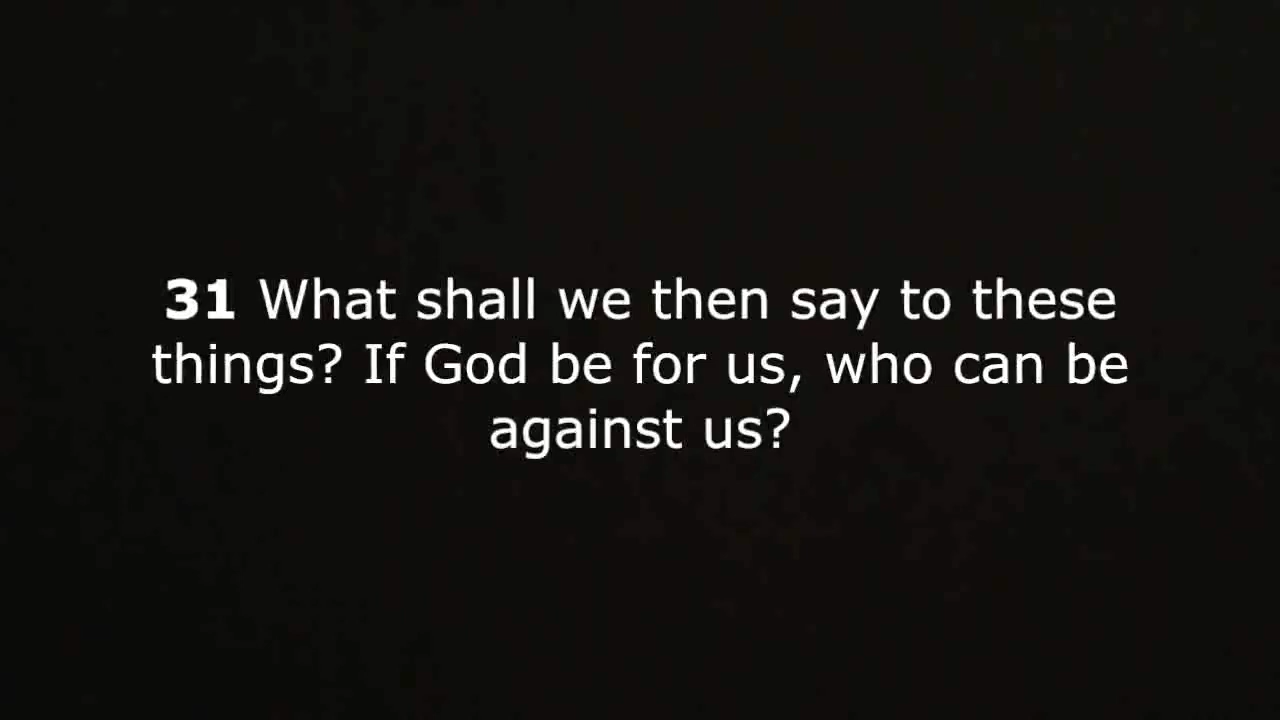 31 What shall we then say to these
things? If God be for us, who can be
against us?